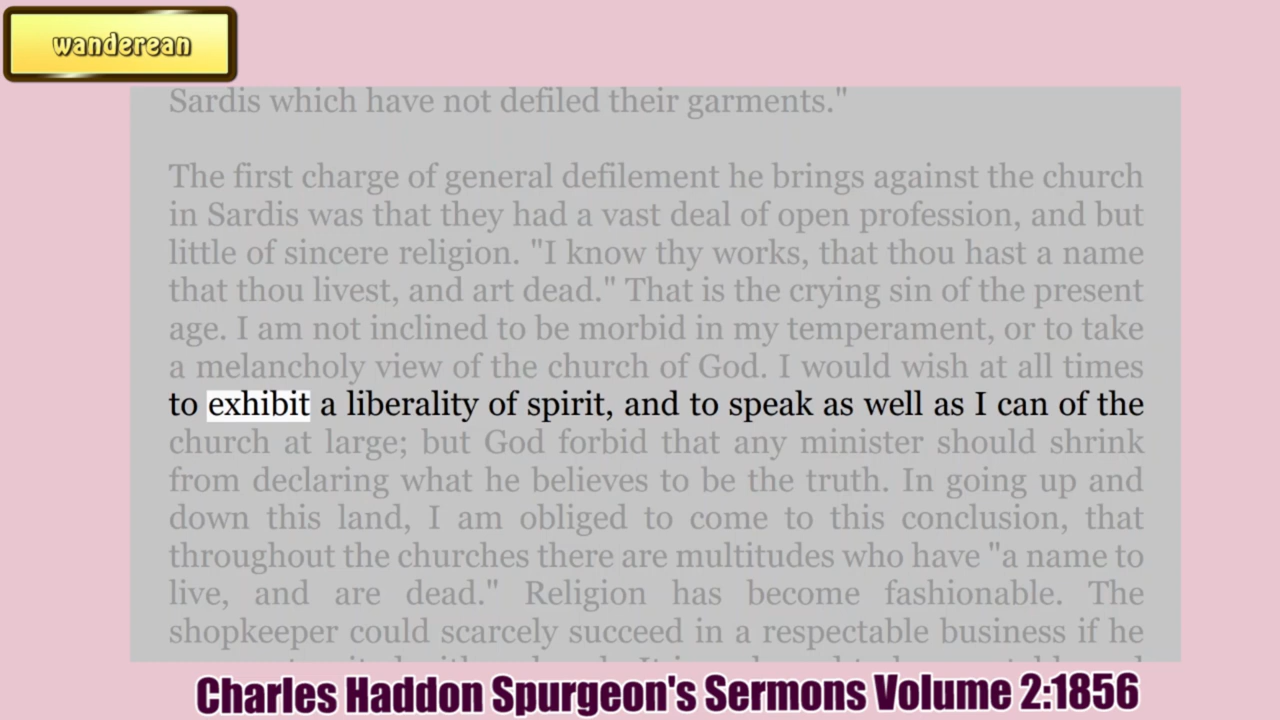 wanderean
Sardis which have not defiled their garments."
The first charge of general defilement he brings against the church
in Sardis was that they had a vast deal of open profession, and but
little of sincere religion. "I know thy works, that thou hast a name
that thou livest, and art dead." That is the crying sin of the present
age. I am not inclined to be morbid in my temperament, or to take
a melancholy view of the church of God. I would wish at all times
to exhibit a liberality of spirit, and to speak as well as I can of the
church at large; but God forbid that any minister should shrink
from declaring what he believes to be the truth. In going up and
down this land, I am obliged to come to this conclusion, that
throughout the churches there are multitudes who have "a name to
live, and are dead." Religion has become fashionable. The
shopkeeper could scarcely succeed in a respectable business if he
Charles Haddon Spurgeon's Sermons Volume 2:1856